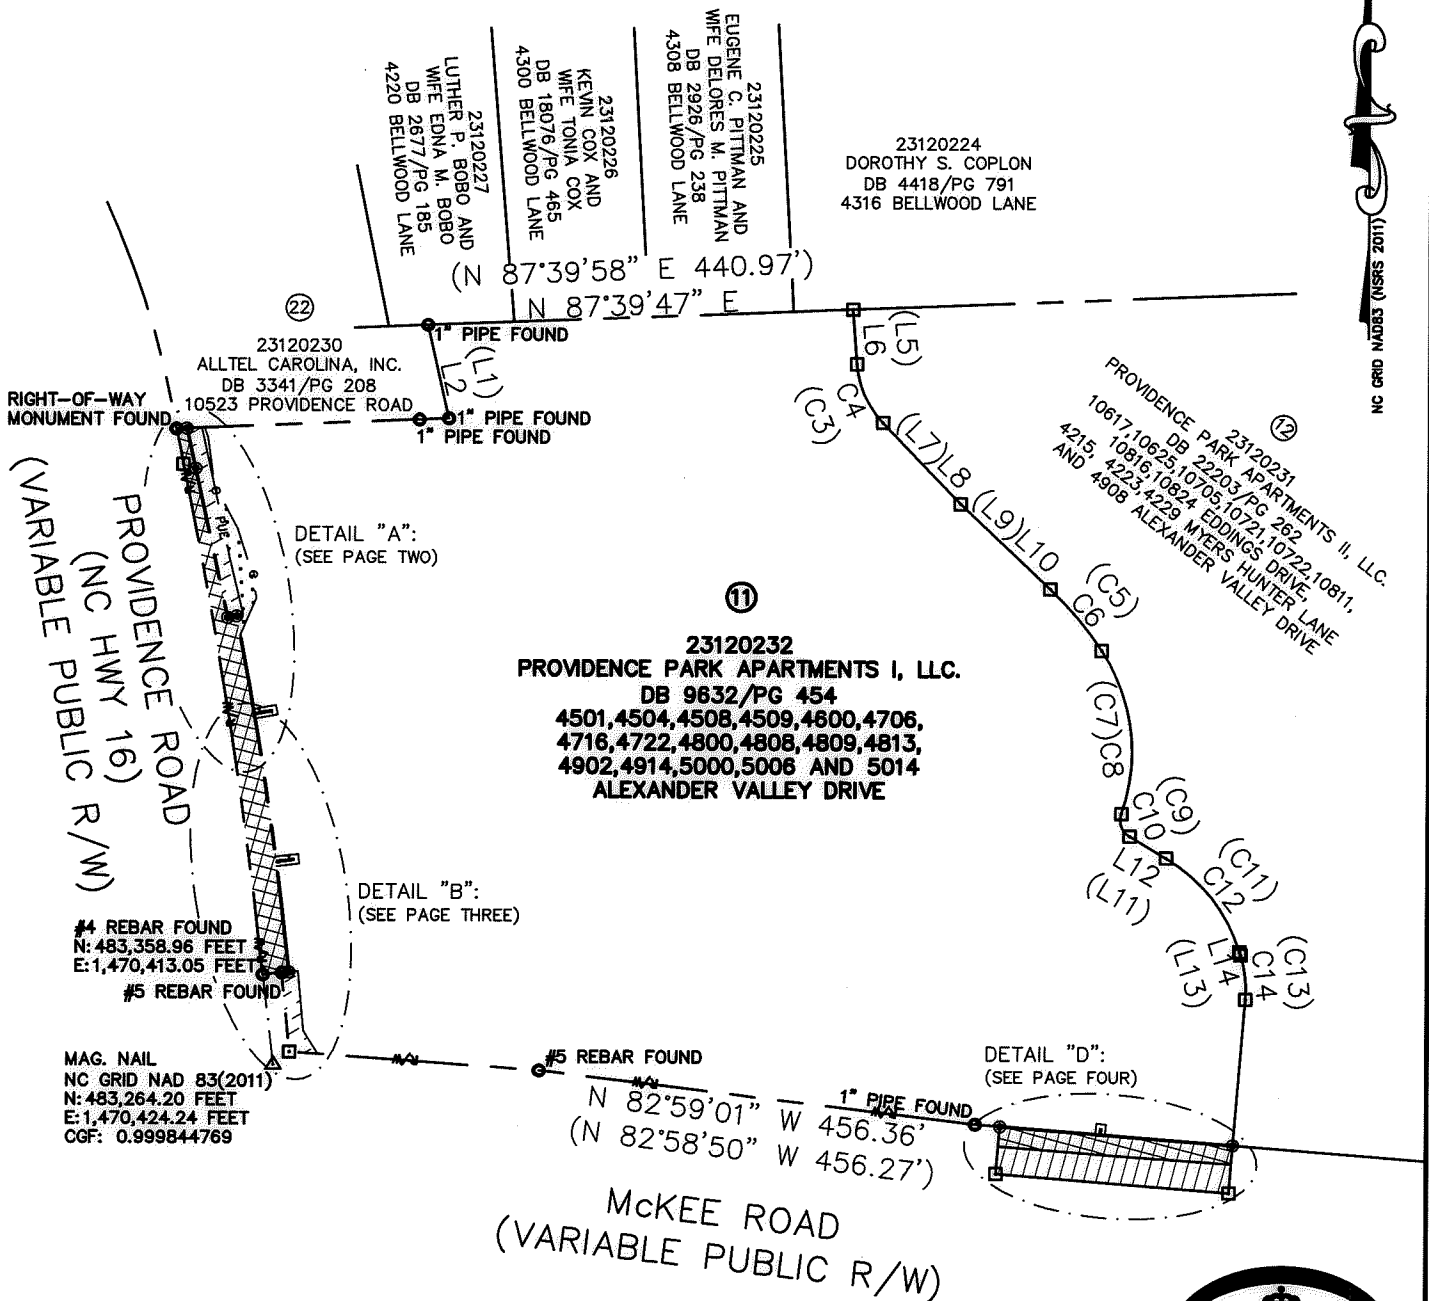 23120227
LUTHER P. BOBO AND
WIFE EDNA M. BOBO
DB 2677/PG 185
4220 BELLWOOD LANE
23120226
KEVIN COX AND
WIFE TONIA COX
DB 18076/PG 465
4300 BELLWOOD LANE
23120225
EUGENE C. PITTMAN AND
WIFE DELORES M. PITTMAN
DB 2926/PG 238
4308 BELLWOOD LANE
23120224
DOROTHY S. COPLON
DB 4418/PG 791
4316 BELLWOOD LANE
NC GRID NAD83 (NSRS 2011)
(N 87°39'58" E 440.97')
N 87°39'47" E
22
23120230
ALLTEL CAROLINA, INC.
DB 3341/PG 208
10523 PROVIDENCE ROAD
1" PIPE FOUND
(L1)
L2
1" PIPE FOUND
1" PIPE FOUND
RIGHT-OF-WAY
MONUMENT FOUND
(L5)
L6
C4
(C3)
(L7)L8
(L9)L10
(C5)
C6
(C7)C8
(C9)
C10
L12
(L11)
(C11)
C12
L14
(L13)
(C13)
C14
12
23120231
PROVIDENCE PARK APARTMENTS II, LLC.
DB 22203/PG 262
10617,10625,10705,10721,10722,10811,
10816,10824 EDDINGS DRIVE,
4215, 4223,4229 MYERS HUNTER LANE
AND 4908 ALEXANDER VALLEY DRIVE
PUE
DETAIL "A":
(SEE PAGE TWO)
PROVIDENCE ROAD
(NC HWY 16)
(VARIABLE PUBLIC R/W)
11
23120232
PROVIDENCE PARK APARTMENTS I, LLC.
DB 9632/PG 454
4501,4504,4508,4509,4600,4706,
4716,4722,4800,4808,4809,4813,
4902,4914,5000,5006 AND 5014
ALEXANDER VALLEY DRIVE
DETAIL "B":
(SEE PAGE THREE)
#4 REBAR FOUND
N: 483,358.96 FEET
E:1,470,413.05 FEET
#5 REBAR FOUND
MAG. NAIL
NC GRID NAD 83(2011)
N: 483,264.20 FEET
E:1,470,424.24 FEET
CGF: 0.999844769
R/W
#5 REBAR FOUND
R/W
R/W
1" PIPE FOUND
N 82°59'01" W 456.36'
(N 82°58'50" W 456.27')
DETAIL "D":
(SEE PAGE FOUR)
McKEE ROAD
(VARIABLE PUBLIC R/W)